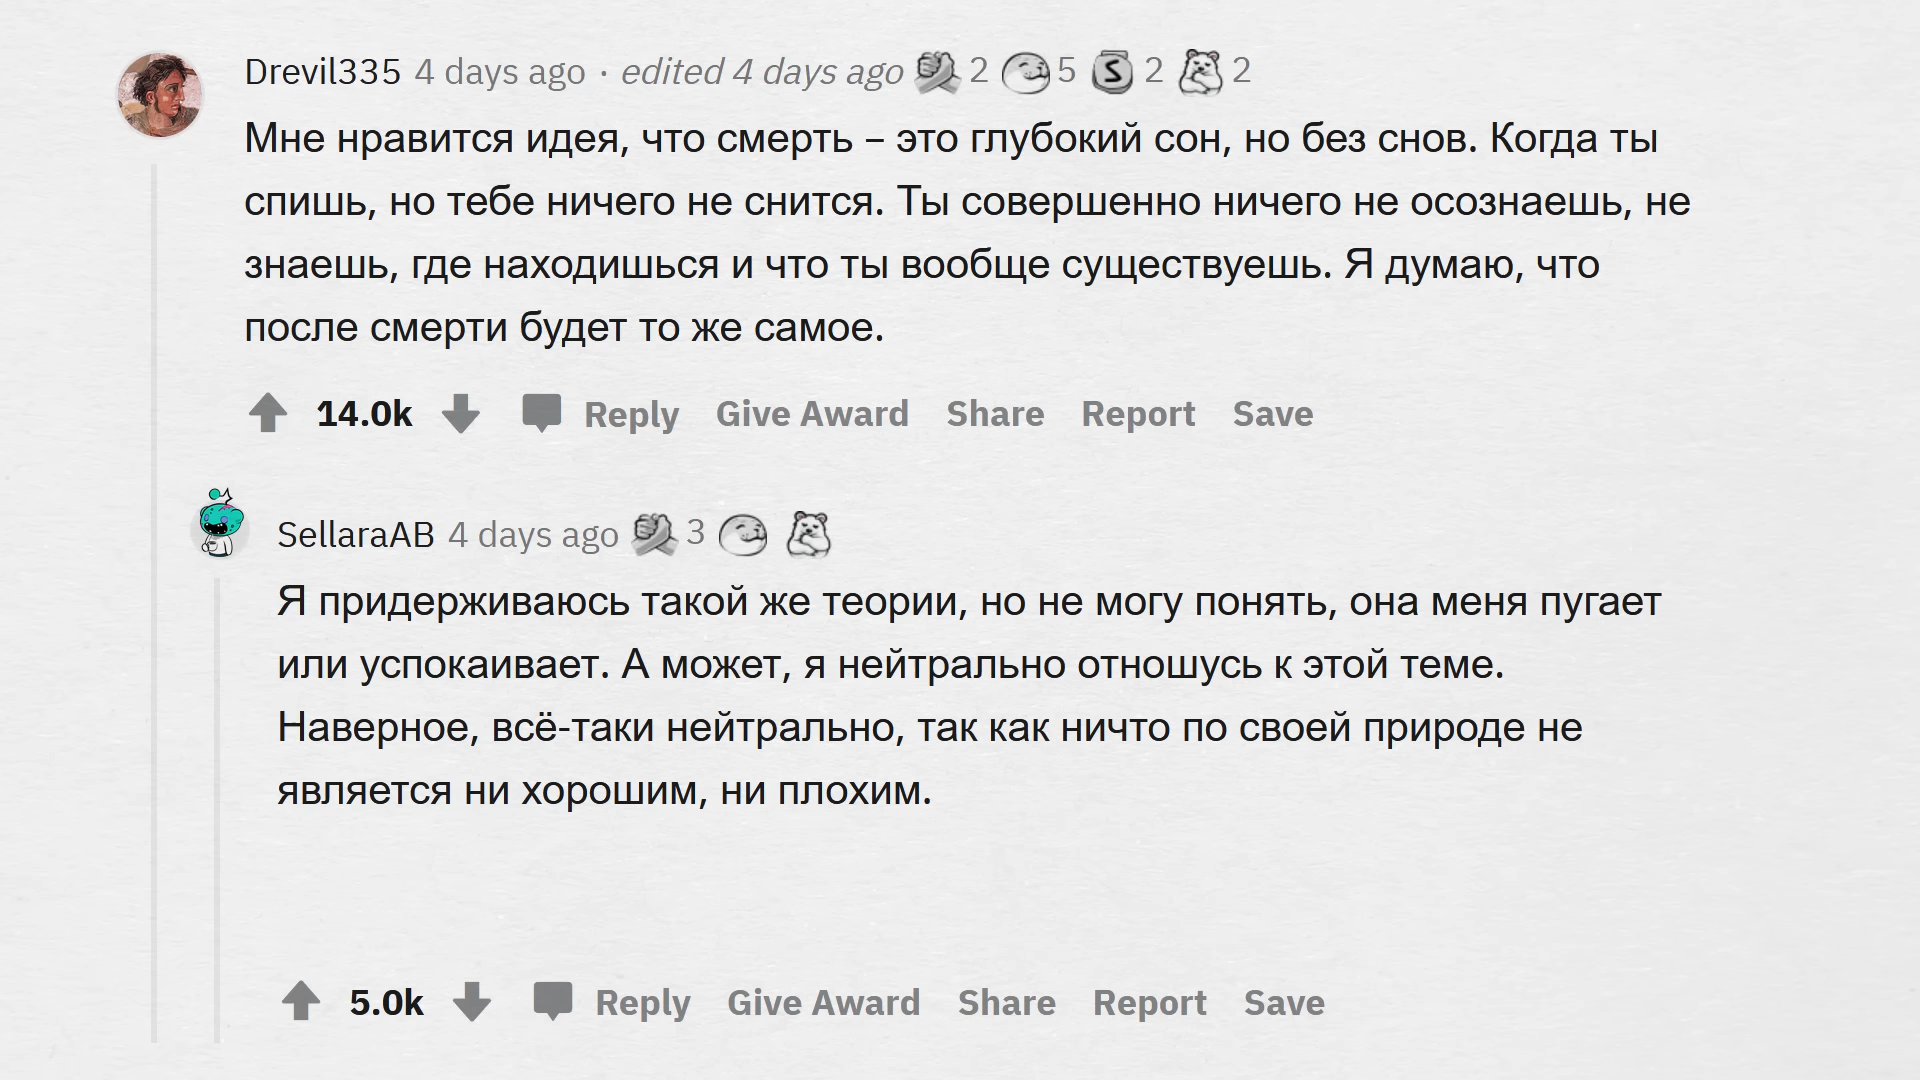 Drevil335 4 days ago · edited 4 days ago 2 5 S 2 2
Мне нравится идея, что смерть – это глубокий сон, но без снов. Когда ты
спишь, но тебе ничего не снится. Ты совершенно ничего не осознаешь, не
знаешь, где находишься и что ты вообще существуешь. Я думаю, что
после смерти будет то же самое.
14.0k Reply Give Award Share Report Save
SellaraAB 4 days ago 3
Я придерживаюсь такой же теории, но не могу понять, она меня пугает
или успокаивает. А может, я нейтрально отношусь к этой теме.
Наверное, всё-таки нейтрально, так как ничто по своей природе не
является ни хорошим, ни плохим.
5.0k Reply Give Award Share Report Save